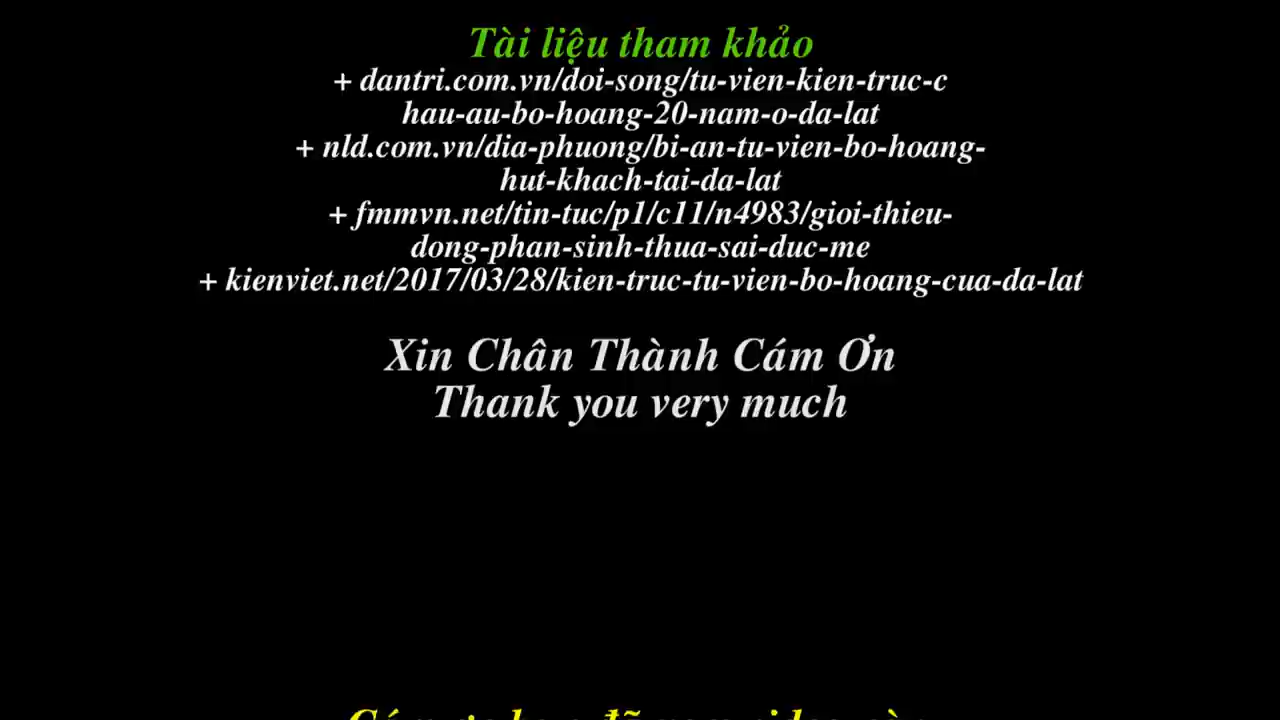 Tài liệu tham khảo
+ dantri.com.vn/doi-song/tu-vien-kien-truc-c
hau-au-bo-hoang-20-nam-o-da-lat
+ nld.com.vn/dia-phuong/bi-an-tu-vien-bo-hoang-
hut-khach-tai-da-lat
+ fmmvn.net/tin-tuc/p1/c11/n4983/gioi-thieu-
dong-phan-sinh-thua-sai-duc-me
+ kienviet.net/2017/03/28/kien-truc-tu-vien-bo-hoang-cua-da-lat
Xin Chân Thành Cám Ơn
Thank you very much